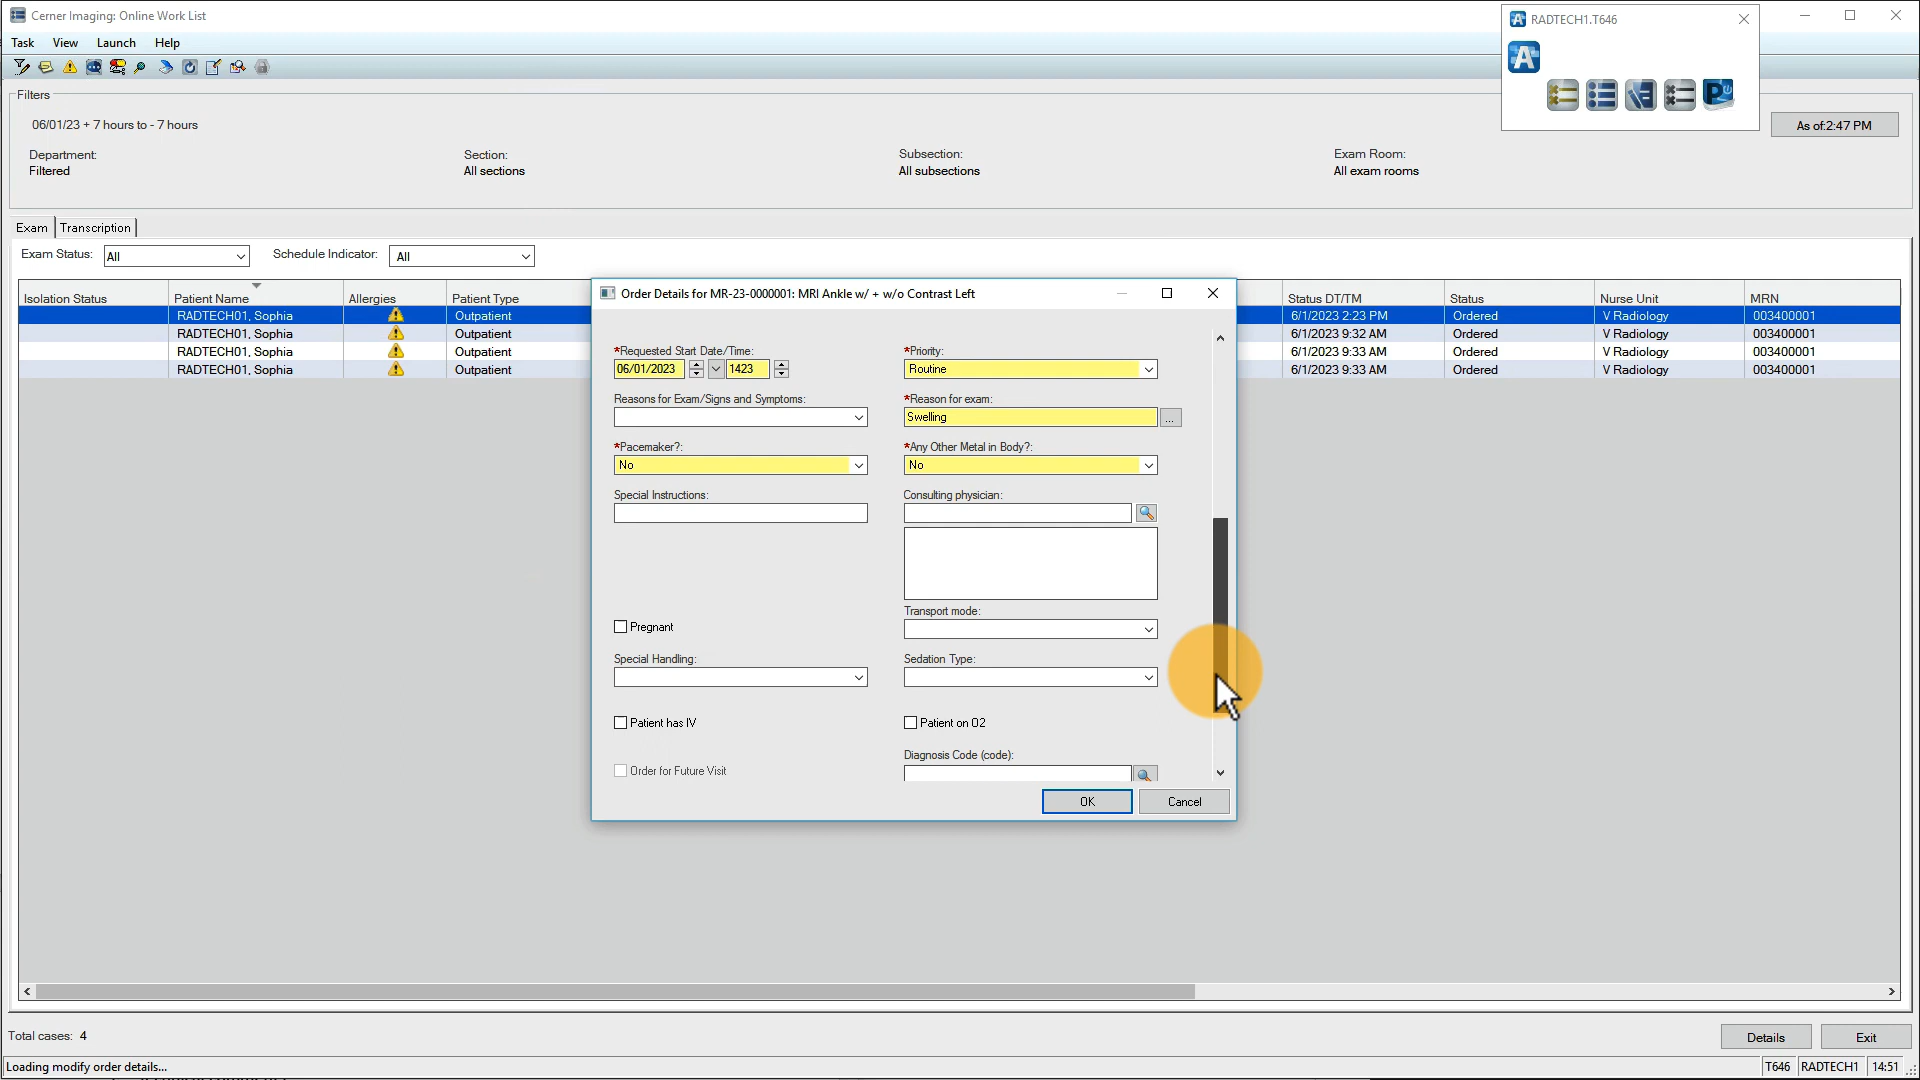 Cerner Imaging: Online Work List
RADTECH1.T646
Task View Launch Help
Filters
06/01/23 + 7 hours to - 7 hours
As of:2:47 PM
Department:
Filtered
Section:
All sections
Subsection:
All subsections
Exam Room:
All exam rooms
Exam Transcription
Exam Status: All Schedule Indicator: All
Isolation Status Patient Name Allergies Patient Type Status DT/TM Status Nurse Unit MRN
RADTECH01, Sophia Outpatient 6/1/2023 2:23 PM Ordered V Radiology 003400001
RADTECH01, Sophia Outpatient 6/1/2023 9:32 AM Ordered V Radiology 003400001
RADTECH01, Sophia Outpatient 6/1/2023 9:33 AM Ordered V Radiology 003400001
RADTECH01, Sophia Outpatient 6/1/2023 9:33 AM Ordered V Radiology 003400001
Order Details for MR-23-0000001: MRI Ankle w/ + w/o Contrast Left
*Requested Start Date/Time: *Priority:
06/01/2023 1423 Routine
Reasons for Exam/Signs and Symptoms: *Reason for exam:
Swelling ...
*Pacemaker?: *Any Other Metal in Body?:
No No
Special Instructions: Consulting physician:
Transport mode:
Pregnant
Special Handling: Sedation Type:
Patient has IV Patient on O2
Diagnosis Code (code):
Order for Future Visit
OK Cancel
Total cases: 4
Details Exit
Loading modify order details... T646 RADTECH1 14:51